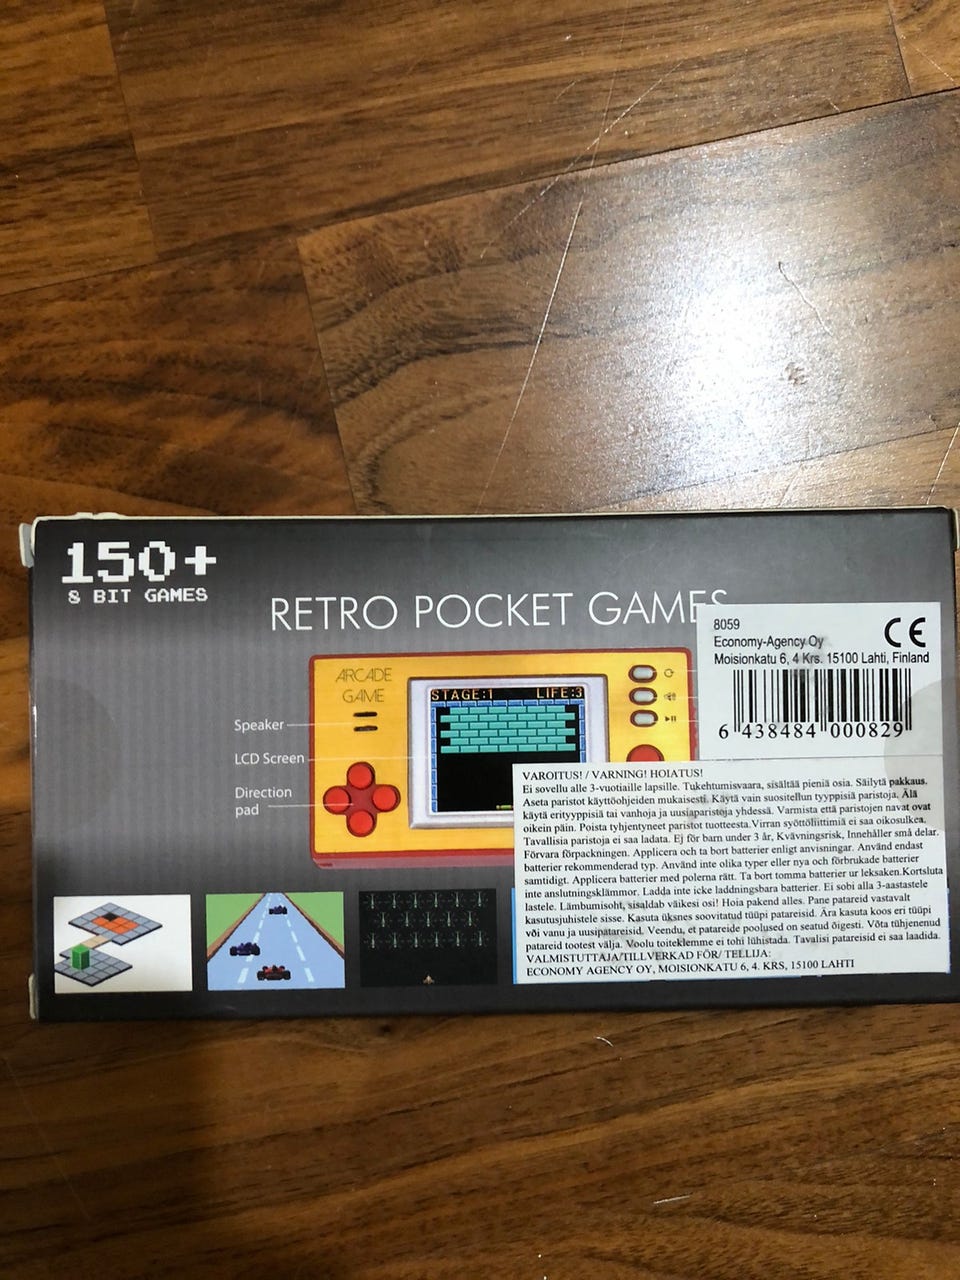 150+
8 BIT GAMES
RETRO POCKET GAMES
ARCADE
GAME
STAGE:1 LIFE:3
Speaker
LCD Screen
Direction
pad
8059
Economy-Agency Oy
Moisionkatu 6, 4 Krs. 15100 Lahti, Finland
CE
6 438484 000829
VAROITUS! / VARNING! HOIATUS!
Ei sovellu alle 3-vuotiaille lapsille. Tukehtumisvaara, sisältää pieniä osia. Säilytä pakkaus.
Aseta paristot käyttöohjeiden mukaisesti. Käytä vain suositellun tyyppisiä paristoja. Älä
käytä erityyppisiä tai vanhoja ja uusiaparistoja yhdessä. Varmista että paristojen navat ovat
oikein päin. Poista tyhjentyneet paristot tuotteesta.Virran syöttöliittimiä ei saa oikosulkea.
Tavallisia paristoja ei saa ladata. Ej för barn under 3 år, Kvävningsrisk, Innehåller små delar.
Förvara förpackningen. Applicera och ta bort batterier enligt anvisningar. Använd endast
batterier rekommenderad typ. Använd inte olika typer eller nya och förbrukade batterier
samtidigt. Applicera batterier med polerna rätt. Ta bort tomma batterier ur leksaken.Kortsluta
inte anslutningsklämmor. Ladda inte icke laddningsbara batterier. Ei sobi alla 3-aastastele
lastele. Lämbumisoht, sisaldab väikesi osi! Hoia pakend alles. Pane patareid vastavalt
kasutusjuhistele sisse. Kasuta üksnes soovitatud tüüpi patareisid. Ära kasuta koos eri tüüpi
või vanu ja uusipatareisid. Veendu, et patareide poolused on seatud õigesti. Võta tühjenenud
patareid tootest välja. Voolu toiteklemme ei tohi lühistada. Tavalisi patareisid ei saa laadida.
VALMISTUTTAJA/TILLVERKAD FÖR/ TELLIJA:
ECONOMY AGENCY OY, MOISIONKATU 6, 4. KRS, 15100 LAHTI